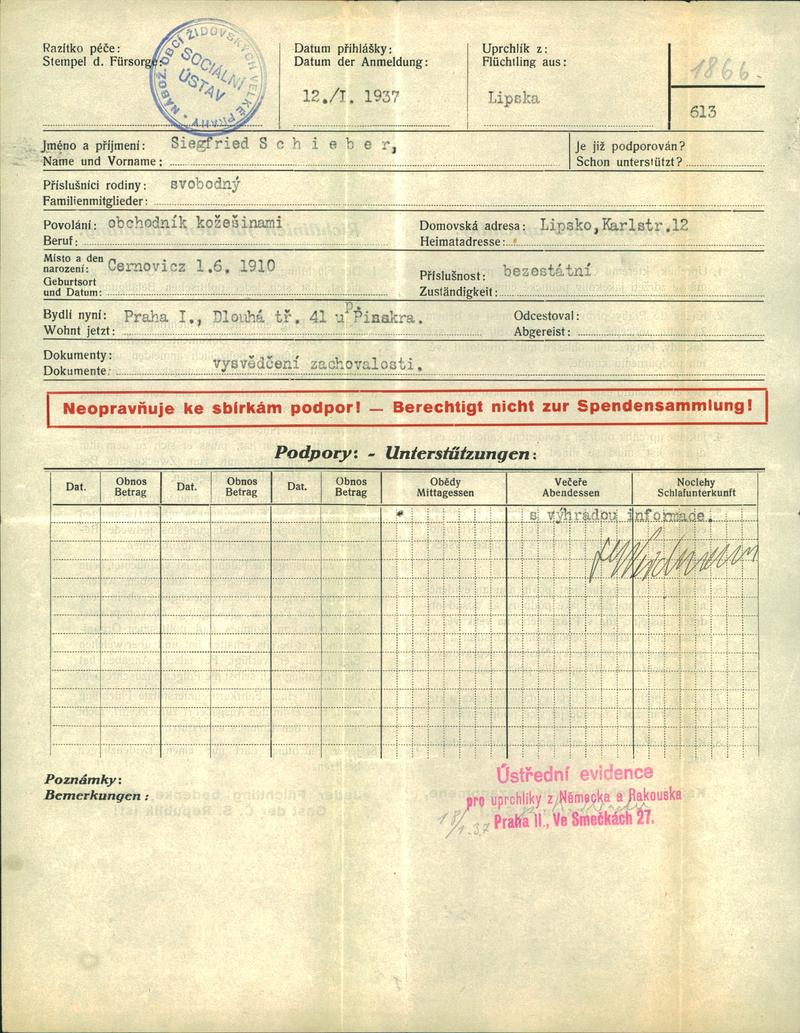 Razítko péče:
Stempel d. Fürsorge:
NÁBOŽ. OBCÍ ŽIDOVSKÝCH VELKÉ PRAHY
SOCIÁLNÍ
ÚSTAV
Datum přihlášky:
Datum der Anmeldung:
12./I. 1937
Uprchlík z:
Flüchtling aus:
Lipska
1866.
613
Jméno a příjmení: Siegfried S c h i e b e r,
Name und Vorname:
Je již podporován?
Schon unterstützt?
Příslušníci rodiny: svobodný
Familienmitglieder:
Povolání: obchodník kožešinami
Beruf:
Domovská adresa: Lipsko,Karlstr.12
Heimatadresse:
Místo a den
narození: Černovicz 1.6. 1910
Geburtsort
und Datum:
Příslušnost: bezestátní
Zuständigkeit:
Bydlí nyní: Praha I., Dlouhá tř. 41 u p. Pinskra.
Wohnt jetzt:
Odcestoval:
Abgereist:
Dokumenty: vysvědčení zachovalosti.
Dokumente:
Neopravňuje ke sbírkám podpor! — Berechtigt nicht zur Spendensammlung!
Podpory: - Unterstützungen:
Dat. Obnos Betrag Dat. Obnos Betrag Dat. Obnos Betrag Obědy Mittagessen Večeře Abendessen Noclehy Schlafunterkunft
s výhradou informace.
Poznámky:
Bemerkungen:
Ústřední evidence
pro uprchlíky z Německa a Rakouska
Praha II., Ve Smečkách 27.
18/1.37